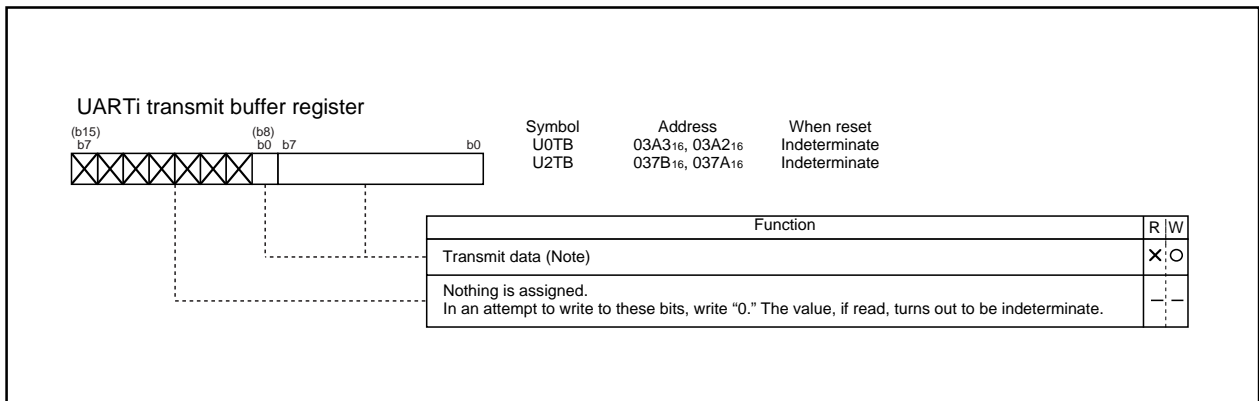 UARTi transmit buffer register
(b15) (b8)
b7 b0 b7 b0
Symbol Address When reset
U0TB 03A316, 03A216 Indeterminate
U2TB 037B16, 037A16 Indeterminate
Function R W
Transmit data (Note) X O
Nothing is assigned.
In an attempt to write to these bits, write “0.” The value, if read, turns out to be indeterminate. – –